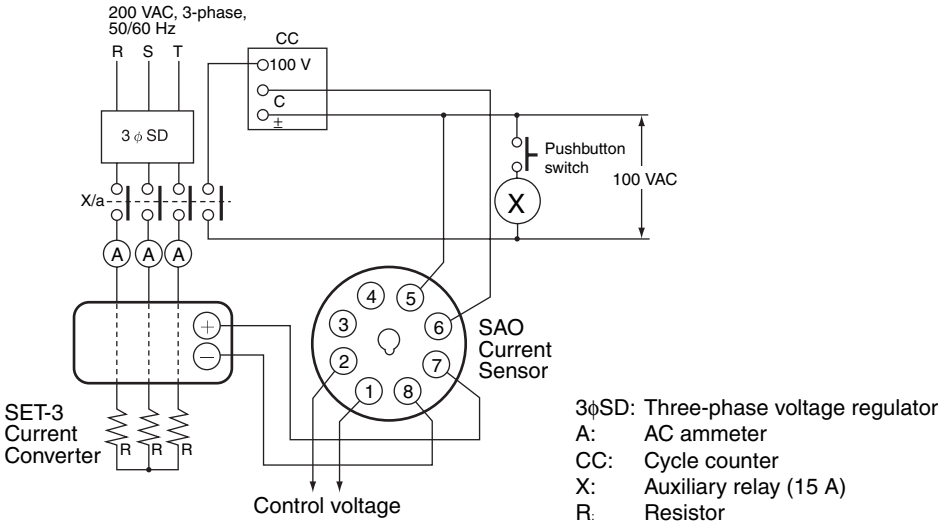 200 VAC, 3-phase,
50/60 Hz
R S T
CC
100 V
C
±
3 ϕ SD
Pushbutton
switch
X/a
X
100 VAC
A A A
4 5
3 6
2 7
1 8
+
−
SAO
Current
Sensor
SET-3
Current
Converter
R R R
Control voltage
3ϕSD: Three-phase voltage regulator
A: AC ammeter
CC: Cycle counter
X: Auxiliary relay (15 A)
R: Resistor